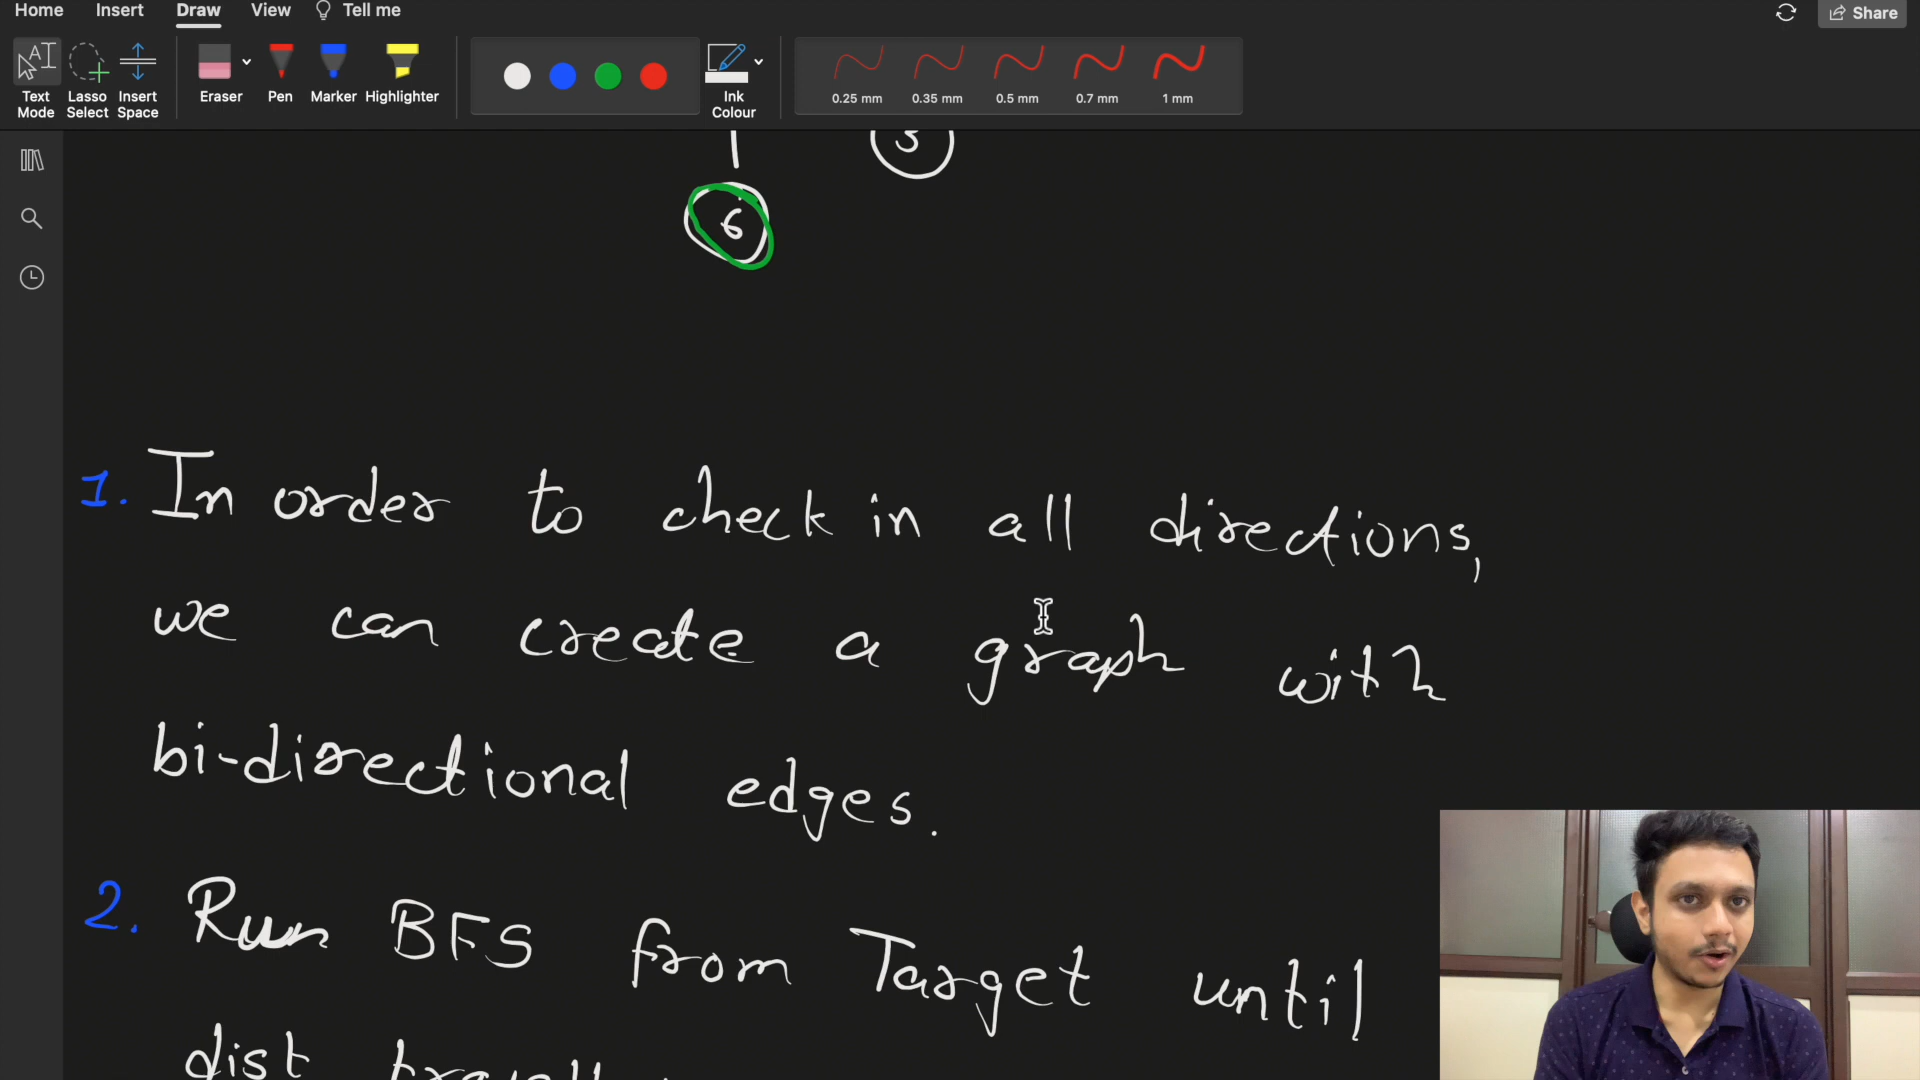 Home Insert Draw View Tell me Share
Text Mode Lasso Select Insert Space Eraser Pen Marker Highlighter Ink Colour 0.25 mm 0.35 mm 0.5 mm 0.7 mm 1 mm
6
1. In order to check in all directions,
we can create a graph with
bi-directional edges.
2. Run BFS from Target until
dist